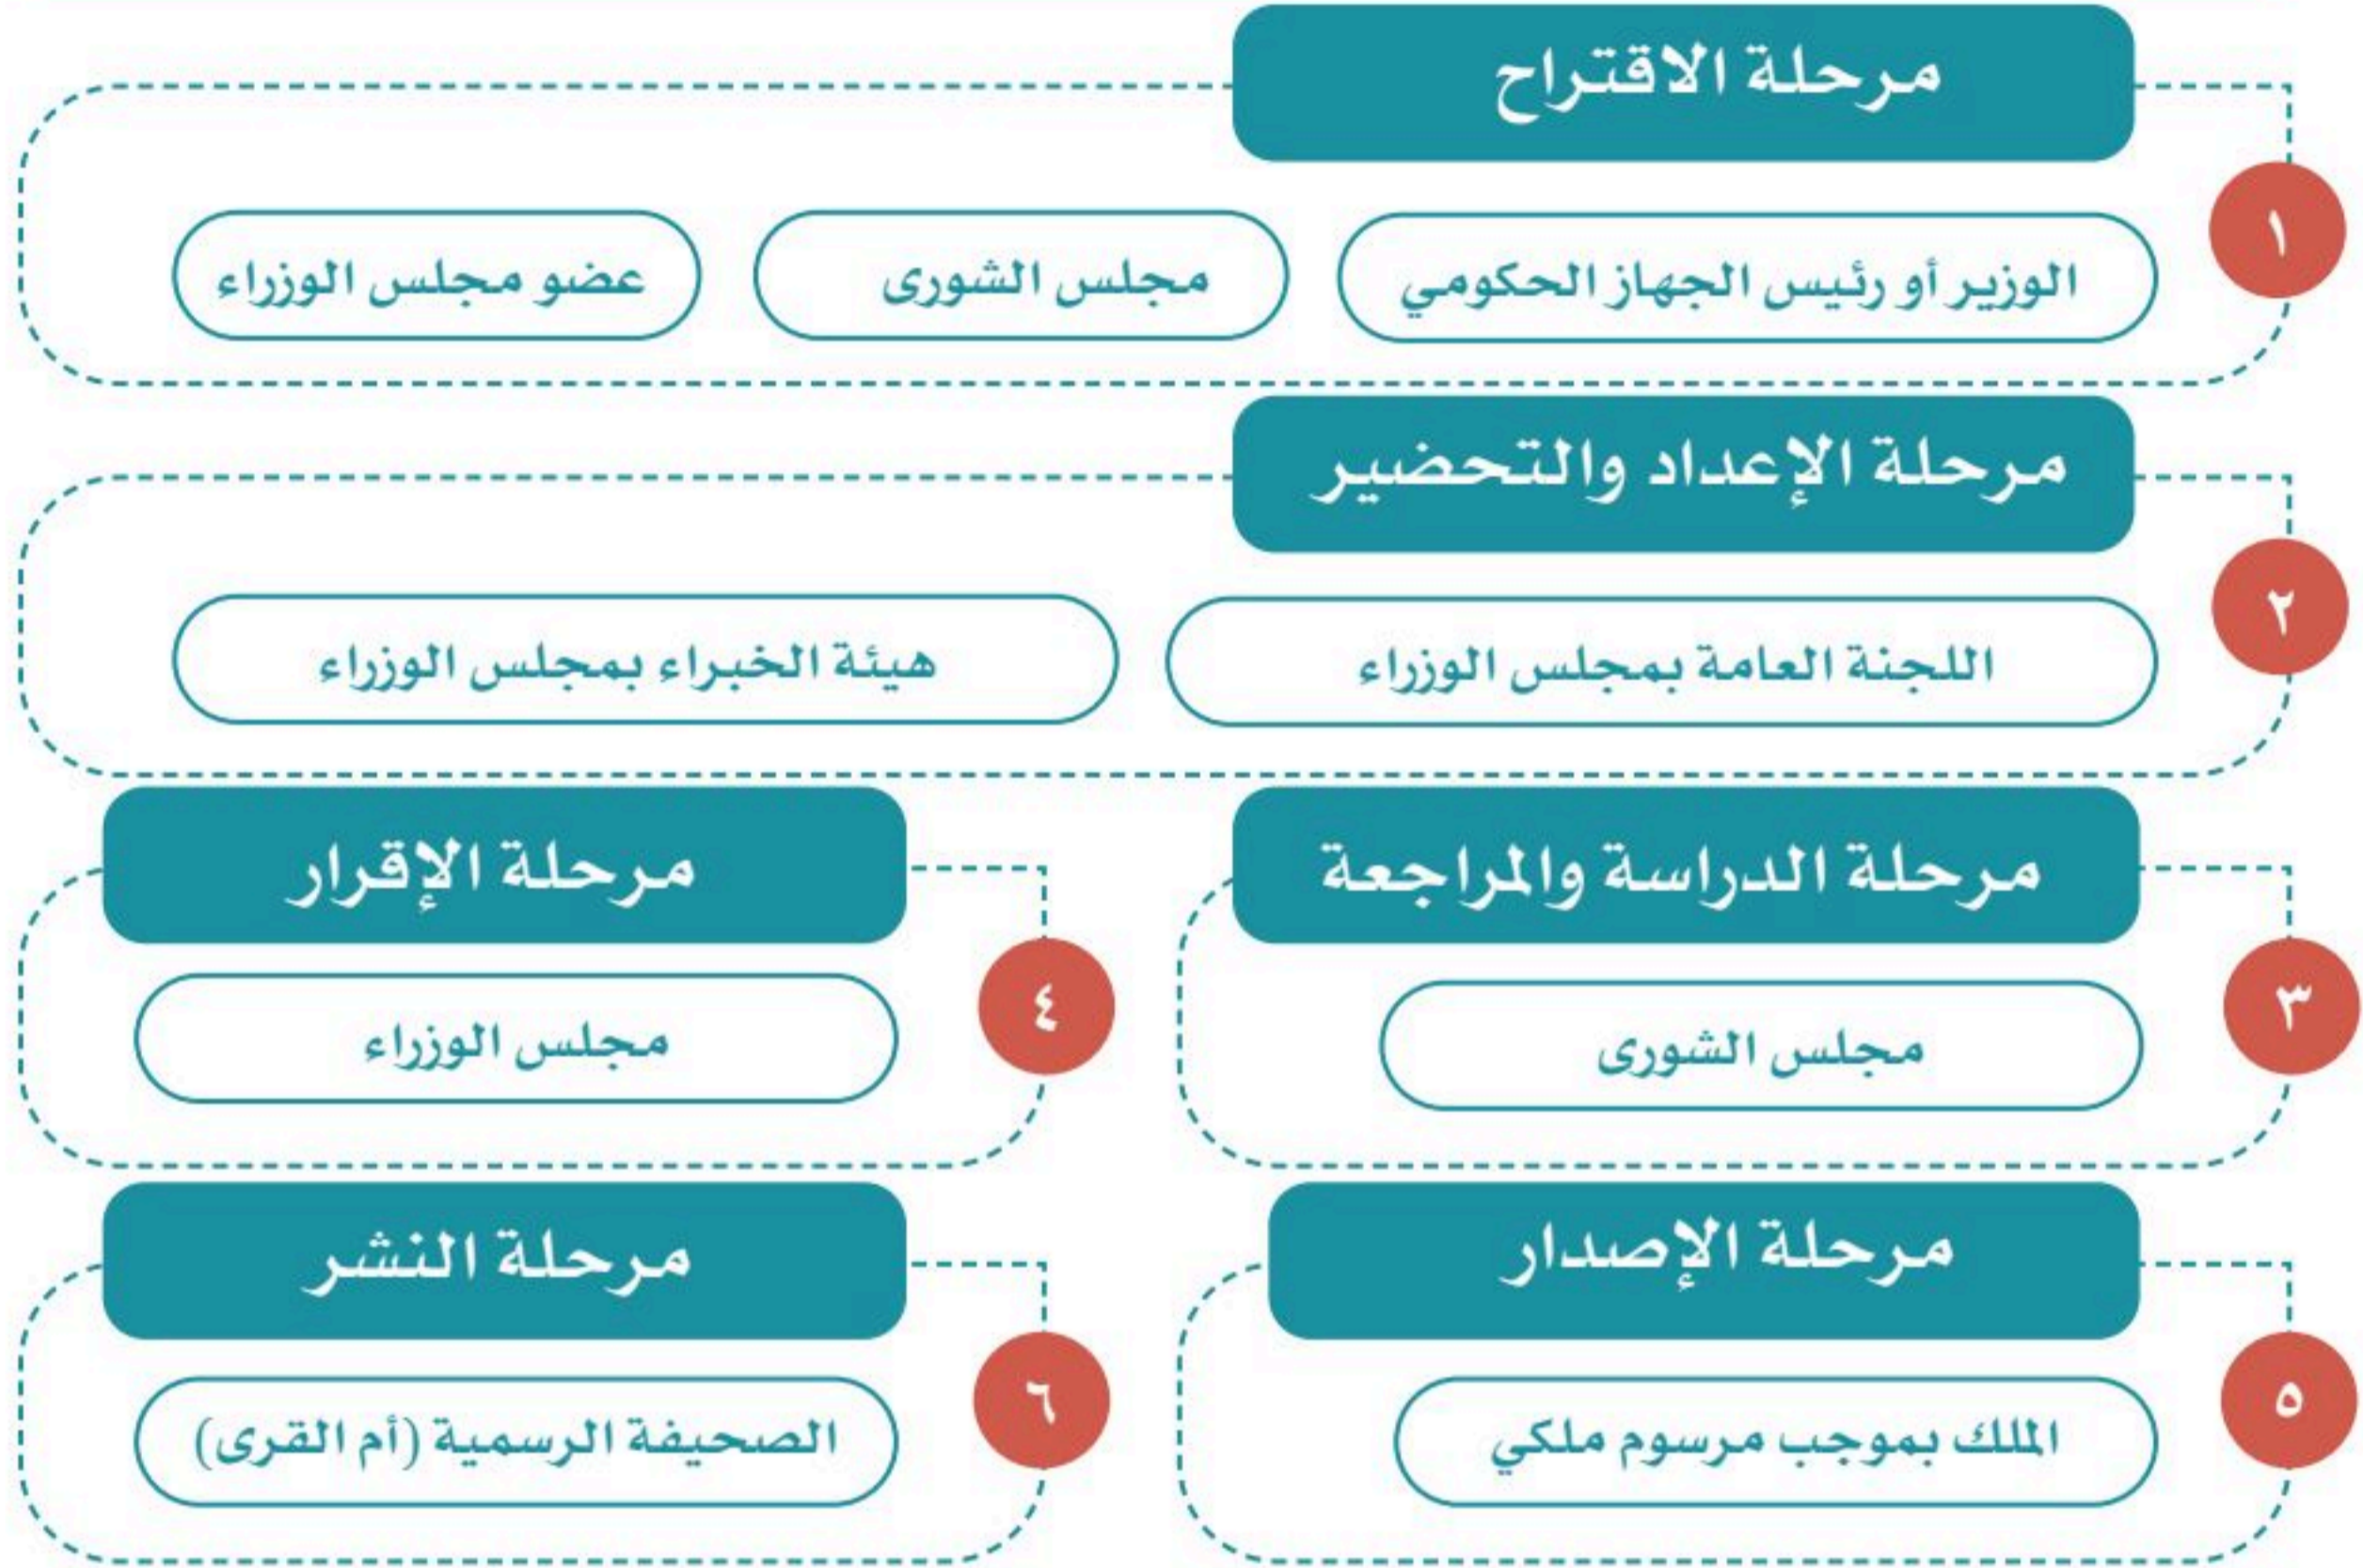 مرحلة الاقتراح
١
الوزير أو رئيس الجهاز الحكومي
مجلس الشورى
عضو مجلس الوزراء
مرحلة الإعداد والتحضير
٢
اللجنة العامة بمجلس الوزراء
هيئة الخبراء بمجلس الوزراء
مرحلة الدراسة والمراجعة
٣
مجلس الشورى
مرحلة الإقرار
٤
مجلس الوزراء
مرحلة الإصدار
٥
الملك بموجب مرسوم ملكي
مرحلة النشر
٦
الصحيفة الرسمية (أم القرى)